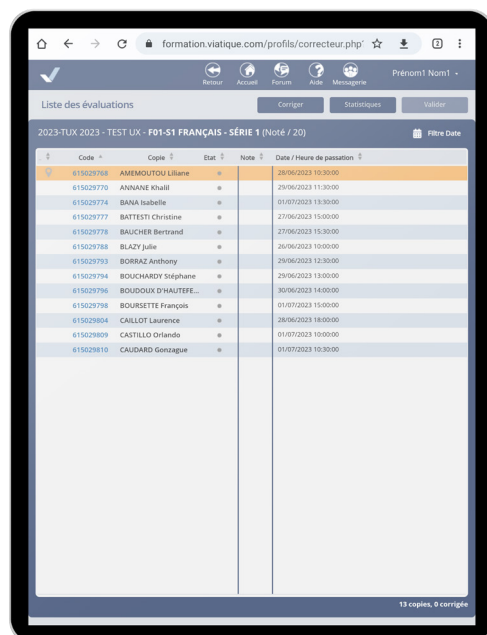 formation.viatique.com/profils/correcteur.php?
2
Retour Accueil Forum Aide Messagerie
Prénom1 Nom1
Liste des évaluations
Corriger Statistiques Valider
2023-TUX 2023 - TEST UX - F01-S1 FRANÇAIS - SÉRIE 1 (Noté / 20)
Filtre Date
Code Copie Etat Note Date / Heure de passation
615029768 AMEMOUTOU Liliane 28/06/2023 10:30:00
615029770 ANNANE Khalil 29/06/2023 11:30:00
615029774 BANA Isabelle 01/07/2023 13:30:00
615029777 BATTESTI Christine 27/06/2023 15:00:00
615029778 BAUCHER Bertrand 27/06/2023 15:30:00
615029788 BLAZY Julie 26/06/2023 10:00:00
615029793 BORRAZ Anthony 29/06/2023 12:30:00
615029794 BOUCHARDY Stéphane 29/06/2023 13:00:00
615029796 BOUDOUX D'HAUTEFE... 30/06/2023 14:00:00
615029798 BOURSETTE François 01/07/2023 15:00:00
615029804 CAILLOT Laurence 28/06/2023 18:00:00
615029809 CASTILLO Orlando 01/07/2023 10:00:00
615029810 CAUDARD Gonzague 01/07/2023 10:30:00
13 copies, 0 corrigée